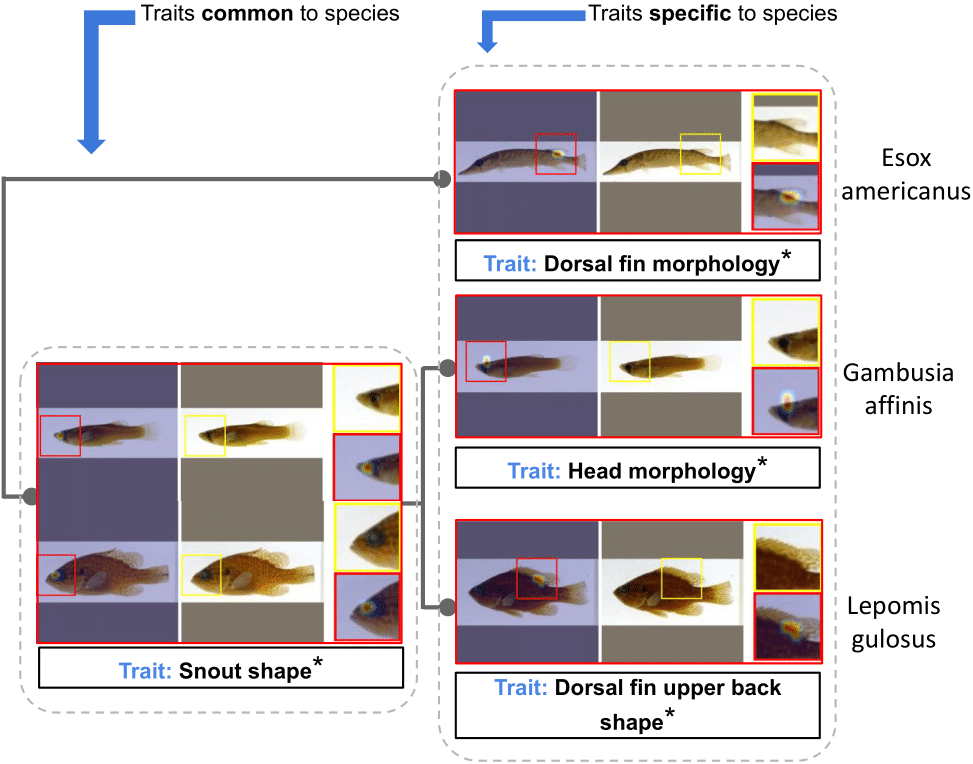 Traits common to species
Traits specific to species
Esox
americanus
Trait: Dorsal fin morphology*
Gambusia
affinis
Trait: Head morphology*
Trait: Snout shape*
Lepomis
gulosus
Trait: Dorsal fin upper back
shape*